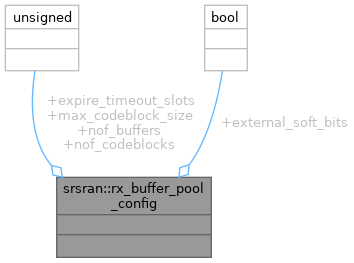 unsigned
bool
+expire_timeout_slots
+max_codeblock_size
+nof_buffers
+nof_codeblocks
+external_soft_bits
srsran::rx_buffer_pool
_config